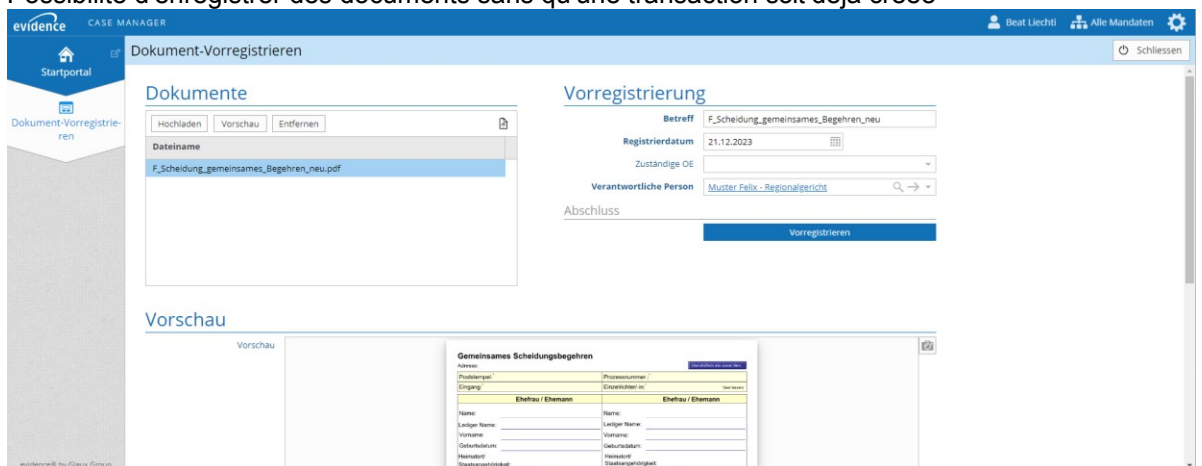 Possibilité d'enregistrer des documents sans qu'une transaction soit déjà créée
evidence CASE MANAGER
Beat Liechti
Alle Mandaten
Startportal
Dokument-Vorregistrieren
Schliessen
Dokument-Vorregistrie-
ren
Dokumente
Hochladen Vorschau Entfernen
Dateiname
F_Scheidung_gemeinsames_Begehren_neu.pdf
Vorregistrierung
Betreff F_Scheidung_gemeinsames_Begehren_neu
Registrierdatum 21.12.2023
Zuständige OE
Verantwortliche Person Muster Felix - Regionalgericht
Abschluss
Vorregistrieren
Vorschau
Vorschau
Gemeinsames Scheidungsbegehren
Adresse:
Poststempel: Prozessnummer:
Eingang: Einzelrichter/-in:
Ehefrau / Ehemann Ehefrau / Ehemann
Name: Name:
Lediger Name: Lediger Name:
Vorname: Vorname:
Geburtsdatum: Geburtsdatum:
Heimatort/ Heimatort/
Staatsangehörigkeit: Staatsangehörigkeit:
evidence® by Glaux Group